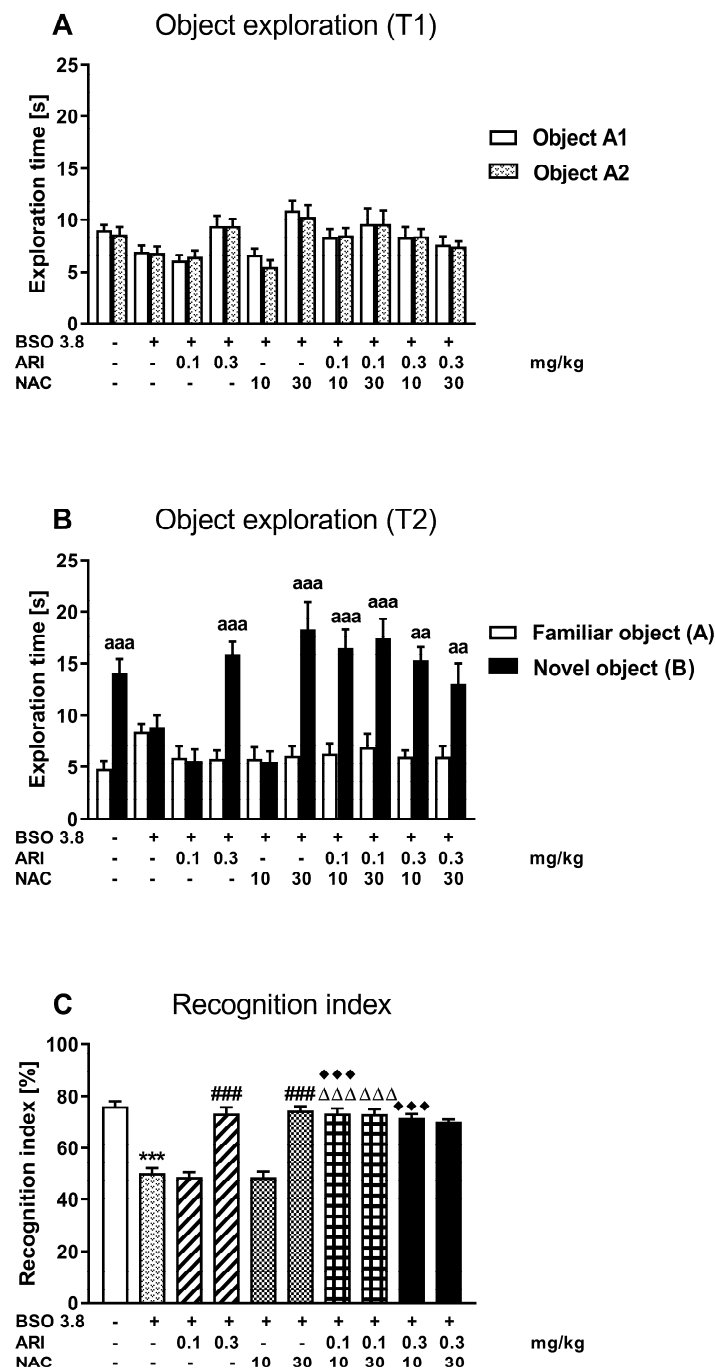 A Object exploration (T1)
Exploration time [s]
25
20
15
10
5
0
Object A1
Object A2
BSO 3.8 - + + + + + + + + +
ARI - - 0.1 0.3 - - 0.1 0.1 0.3 0.3 mg/kg
NAC - - - - 10 30 10 30 10 30
B Object exploration (T2)
Exploration time [s]
25
20
15
10
5
0
aaa aaa aaa aaa aaa aa aa
Familiar object (A)
Novel object (B)
BSO 3.8 - + + + + + + + + +
ARI - - 0.1 0.3 - - 0.1 0.1 0.3 0.3 mg/kg
NAC - - - - 10 30 10 30 10 30
C Recognition index
Recognition index [%]
100
80
60
40
20
0
◆◆◆
*** ### ### ΔΔΔ ΔΔΔ ◆◆◆
BSO 3.8 - + + + + + + + + +
ARI - - 0.1 0.3 - - 0.1 0.1 0.3 0.3 mg/kg
NAC - - - - 10 30 10 30 10 30